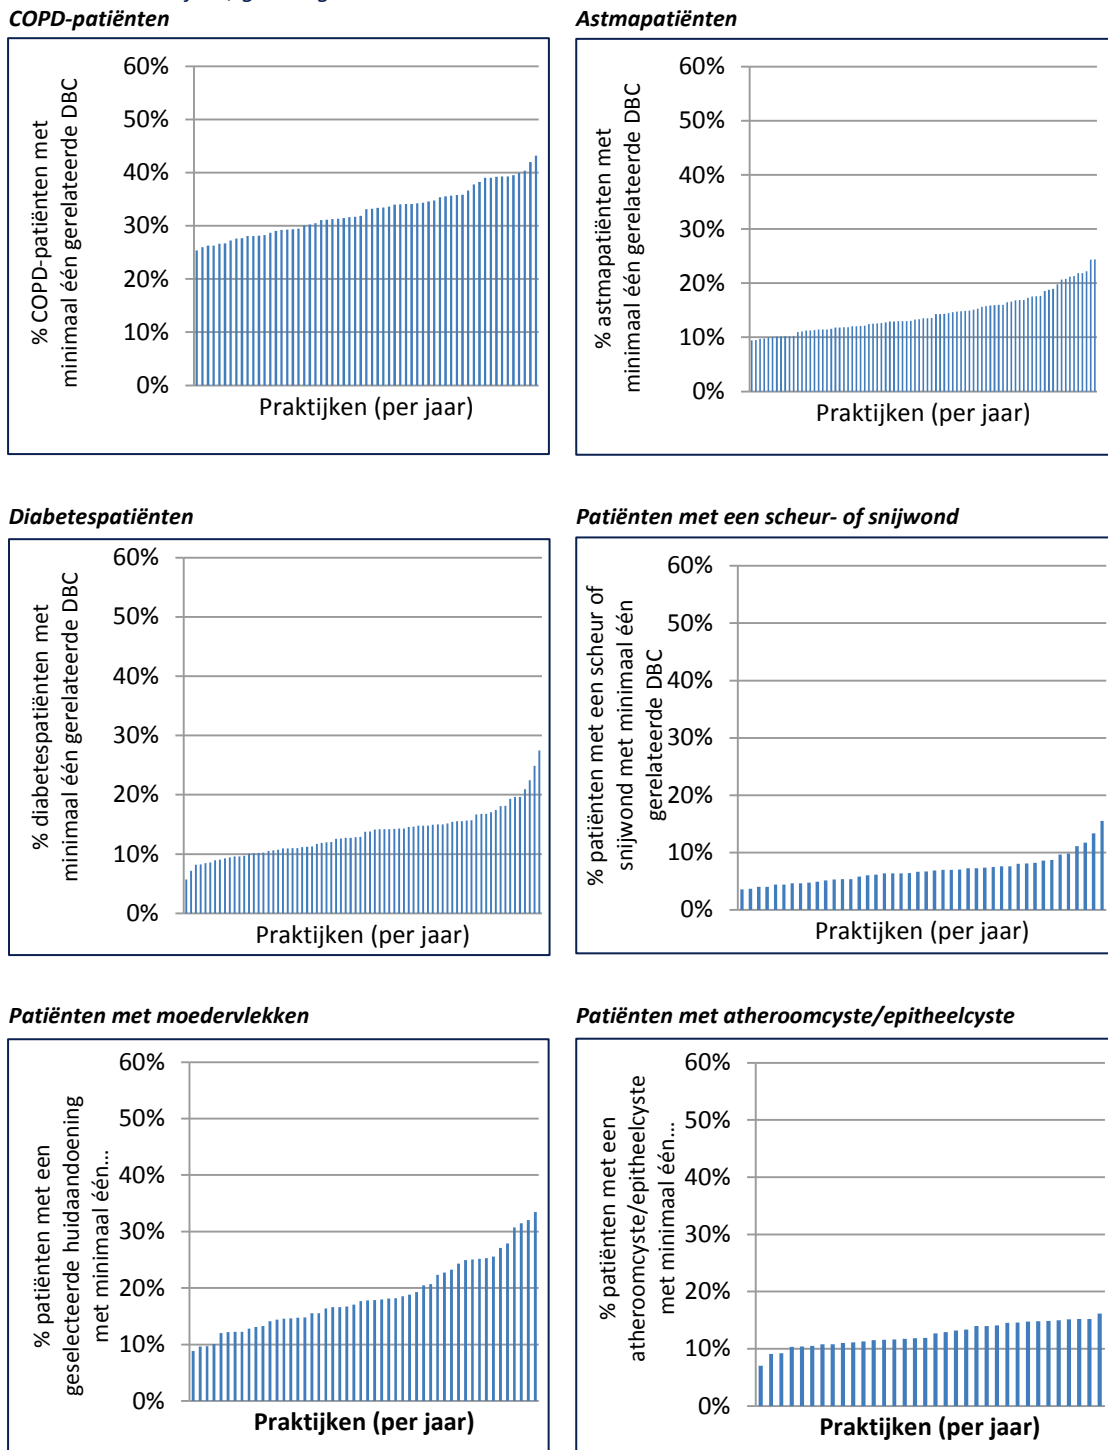 COPD-patiënten
% COPD-patiënten met
minimaal één gerelateerde DBC
60%
50%
40%
30%
20%
10%
0%
Praktijken (per jaar)
Astmapatiënten
% astmapatiënten met
minimaal één gerelateerde DBC
60%
50%
40%
30%
20%
10%
0%
Praktijken (per jaar)
Diabetespatiënten
% diabetespatiënten met
minimaal één gerelateerde DBC
60%
50%
40%
30%
20%
10%
0%
Praktijken (per jaar)
Patiënten met een scheur- of snijwond
% patiënten met een scheur of
snijwond met minimaal één
gerelateerde DBC
60%
50%
40%
30%
20%
10%
0%
Praktijken (per jaar)
Patiënten met moedervlekken
% patiënten met een
geselecteerde huidaandoening
met minimaal één...
60%
50%
40%
30%
20%
10%
0%
Praktijken (per jaar)
Patiënten met atheroomcyste/epitheelcyste
% patiënten met een
atheroomcyste/epitheelcyste
met minimaal één...
60%
50%
40%
30%
20%
10%
0%
Praktijken (per jaar)